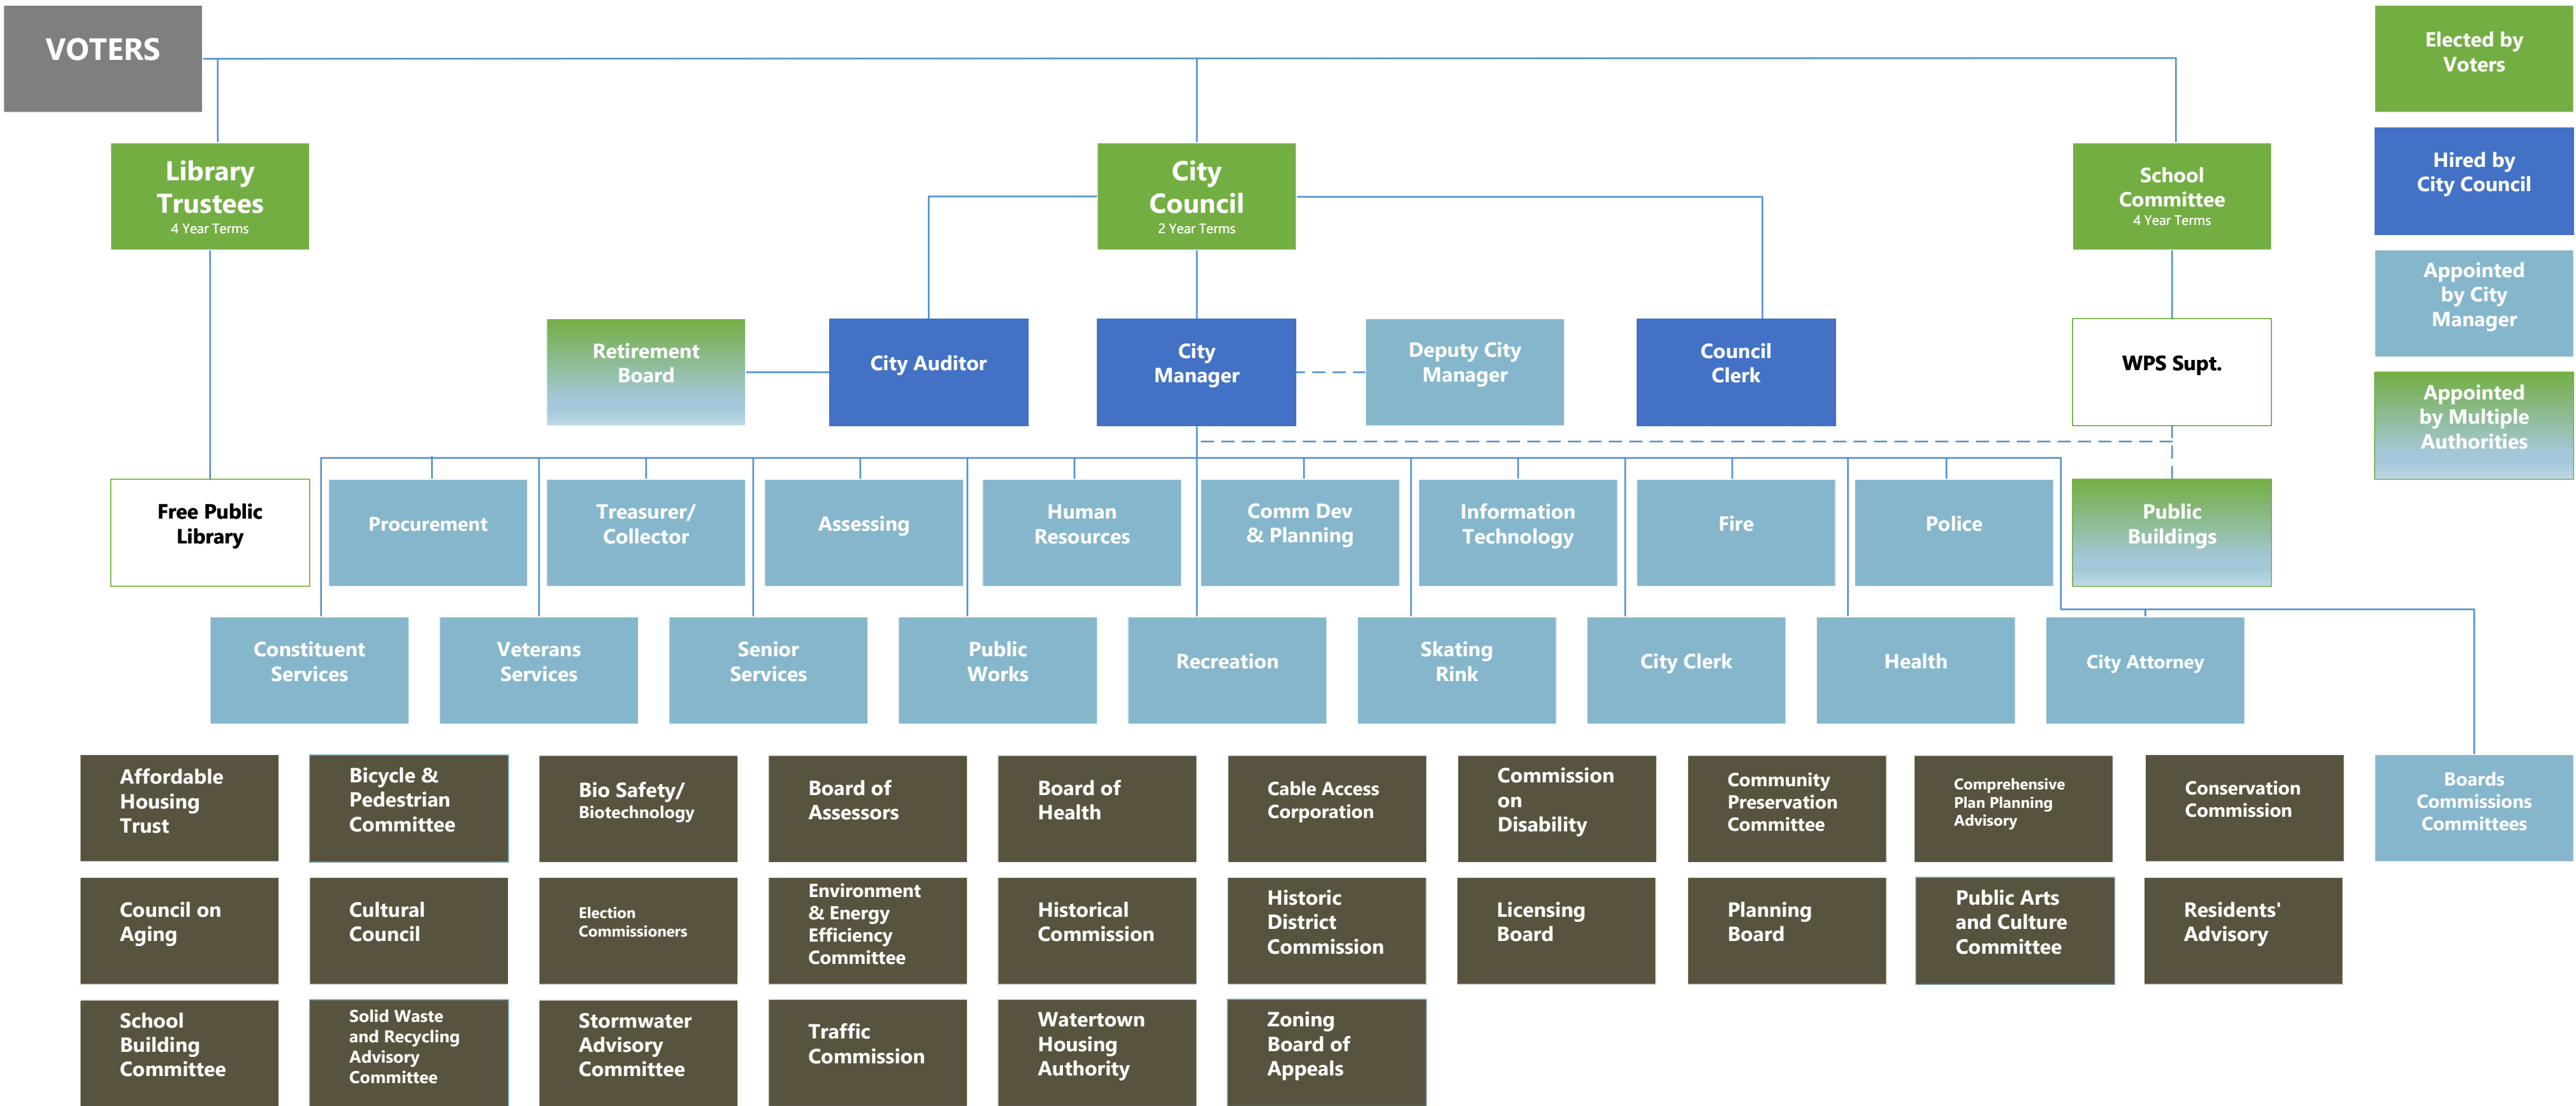 VOTERS
Elected by
Voters
Hired by
City Council
Appointed
by City
Manager
Appointed
by Multiple
Authorities
Library
Trustees
4 Year Terms
City
Council
2 Year Terms
School
Committee
4 Year Terms
Retirement
Board
City Auditor
City
Manager
Deputy City
Manager
Council
Clerk
WPS Supt.
Free Public
Library
Procurement
Treasurer/
Collector
Assessing
Human
Resources
Comm Dev
& Planning
Information
Technology
Fire
Police
Public
Buildings
Constituent
Services
Veterans
Services
Senior
Services
Public
Works
Recreation
Skating
Rink
City Clerk
Health
City Attorney
Affordable
Housing
Trust
Bicycle &
Pedestrian
Committee
Bio Safety/
Biotechnology
Board of
Assessors
Board of
Health
Cable Access
Corporation
Commission
on
Disability
Community
Preservation
Committee
Comprehensive
Plan Planning
Advisory
Conservation
Commission
Boards
Commissions
Committees
Council on
Aging
Cultural
Council
Election
Commissioners
Environment
& Energy
Efficiency
Committee
Historical
Commission
Historic
District
Commission
Licensing
Board
Planning
Board
Public Arts
and Culture
Committee
Residents'
Advisory
School
Building
Committee
Solid Waste
and Recycling
Advisory
Committee
Stormwater
Advisory
Committee
Traffic
Commission
Watertown
Housing
Authority
Zoning
Board of
Appeals